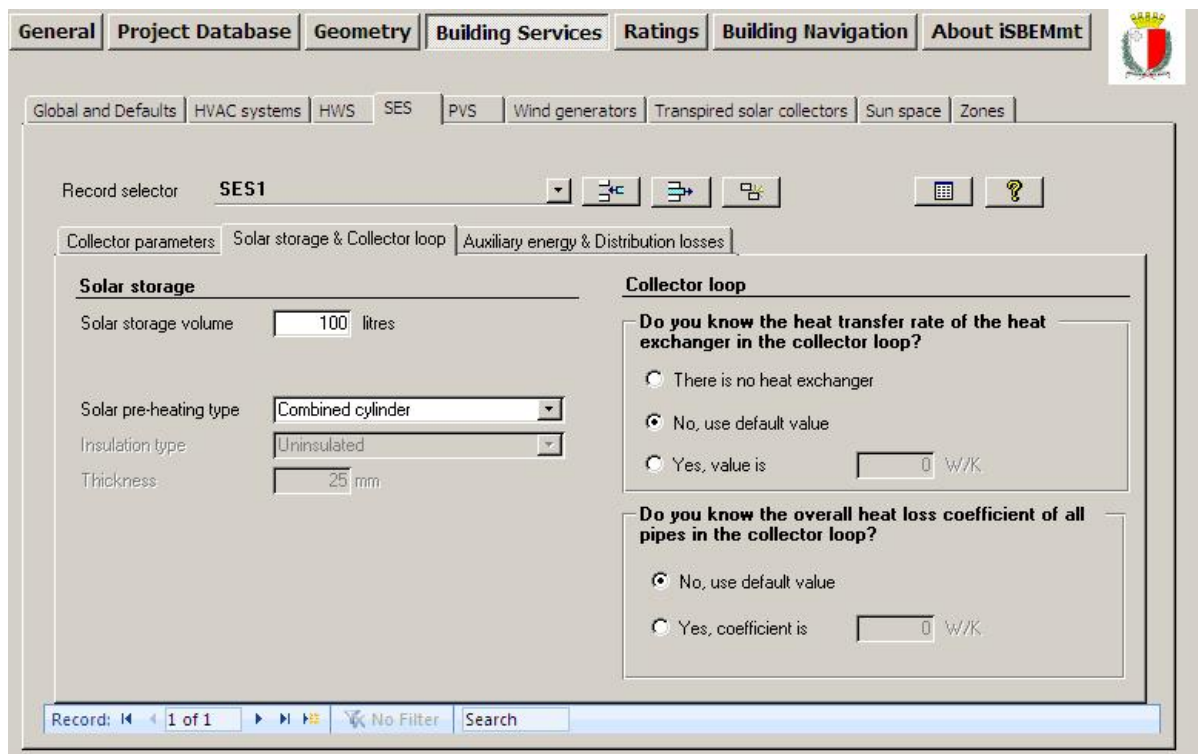 General Project Database Geometry Building Services Ratings Building Navigation About iSBEMmt
Global and Defaults HVAC systems HWS SES PVS Wind generators Transpired solar collectors Sun space Zones
Record selector SES1
Collector parameters Solar storage & Collector loop Auxiliary energy & Distribution losses
Solar storage
Solar storage volume 100 litres
Solar pre-heating type Combined cylinder
Insulation type Uninsulated
Thickness 25 mm
Collector loop
Do you know the heat transfer rate of the heat
exchanger in the collector loop?
There is no heat exchanger
No, use default value
Yes, value is 0 W/K
Do you know the overall heat loss coefficient of all
pipes in the collector loop?
No, use default value
Yes, coefficient is 0 W/K
Record: 1 of 1 No Filter Search